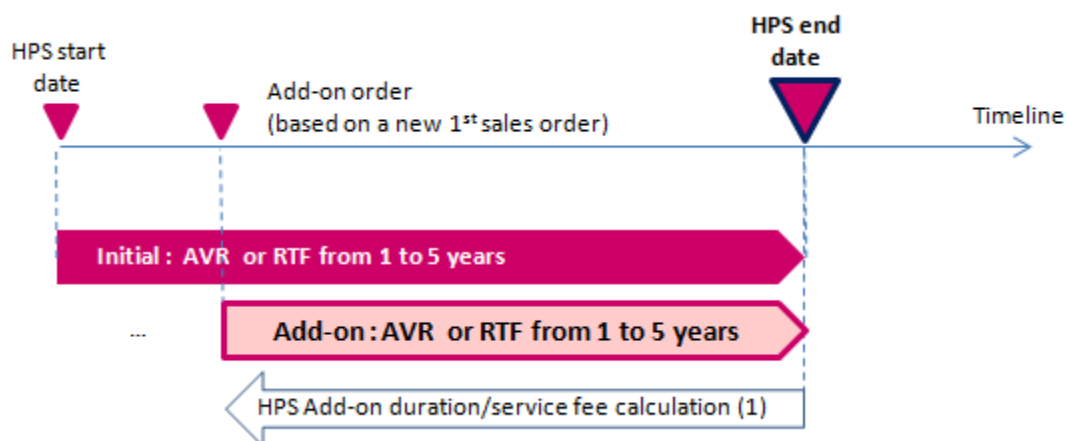 HPS start
date
Add-on order
(based on a new 1st sales order)
HPS end
date
Timeline
Initial : AVR or RTF from 1 to 5 years
...
Add-on : AVR or RTF from 1 to 5 years
HPS Add-on duration/service fee calculation (1)